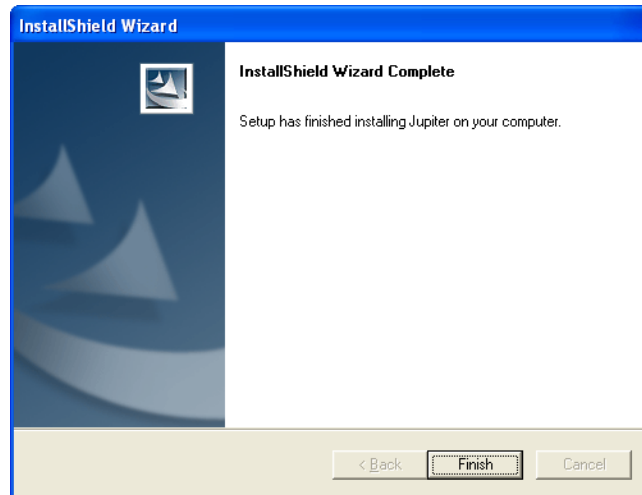 InstallShield Wizard
InstallShield Wizard Complete
Setup has finished installing Jupiter on your computer.
< Back Finish Cancel